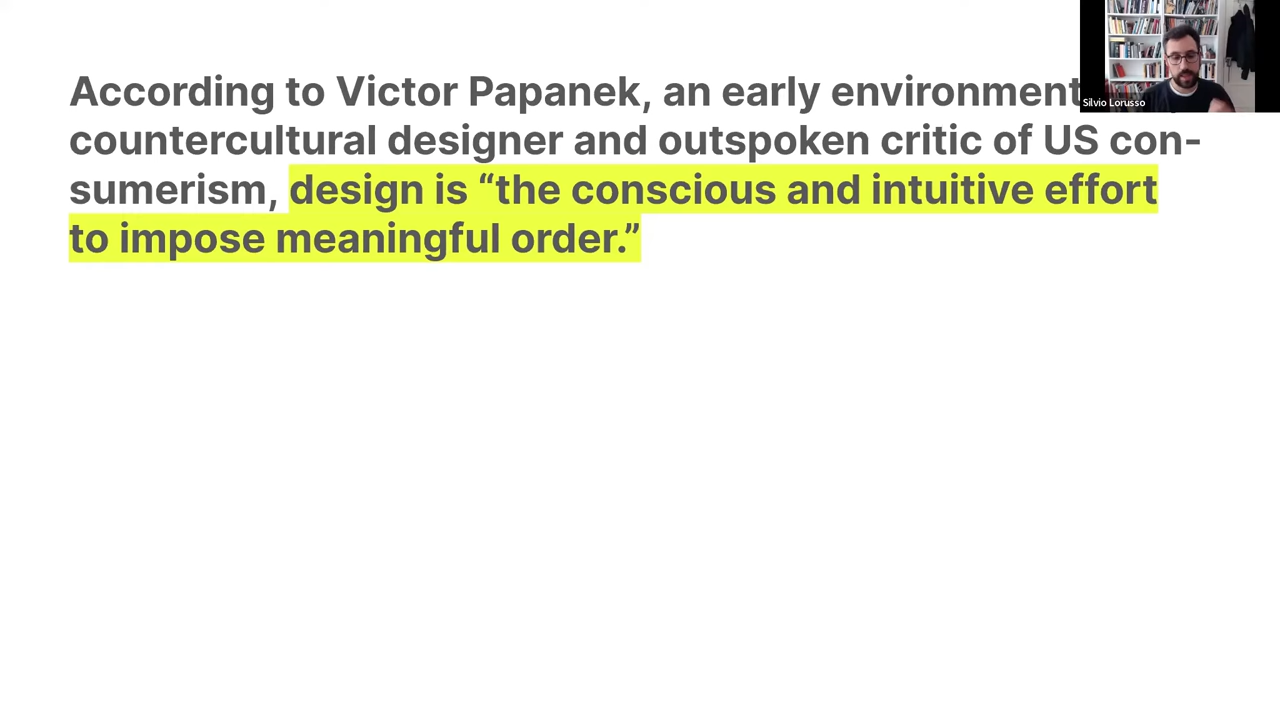 According to Victor Papanek, an early environment
countercultural designer and outspoken critic of US con-
sumerism, design is “the conscious and intuitive effort
to impose meaningful order.”
Silvio Lorusso